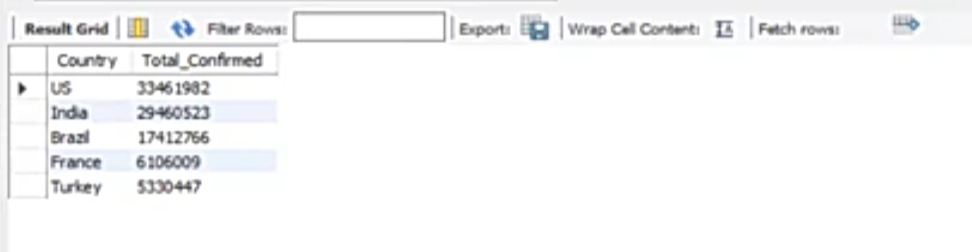 Result Grid Filter Rows: Export: Wrap Cell Content: Fetch rows:
Country Total_Confirmed
US 33461982
India 29460523
Brazil 17412766
France 6106009
Turkey 5330447